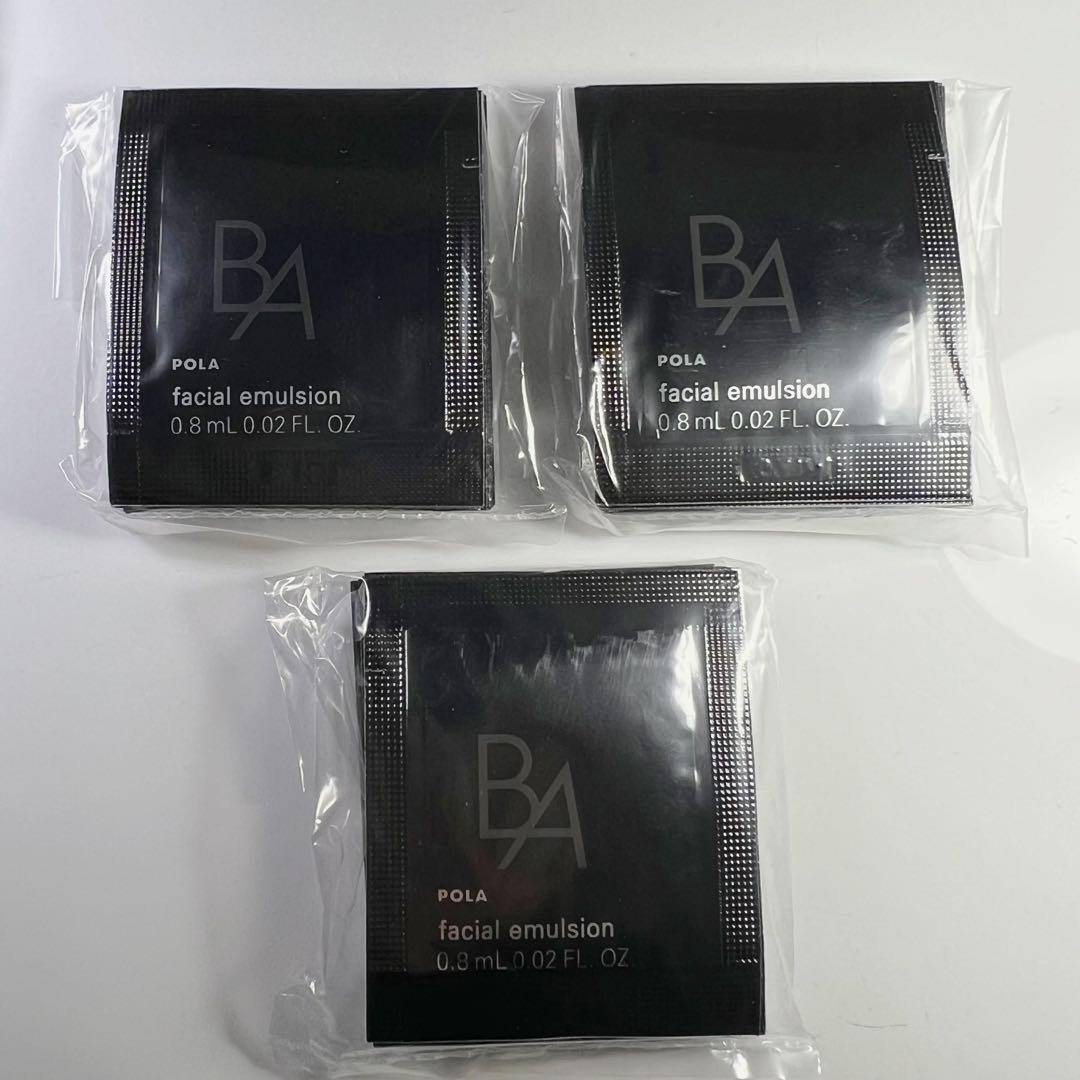 BA
POLA
facial emulsion
0.8 mL 0.02 FL. OZ.
BA
POLA
facial emulsion
0.8 mL 0.02 FL. OZ.
BA
POLA
facial emulsion
0.8 mL 0.02 FL. OZ.